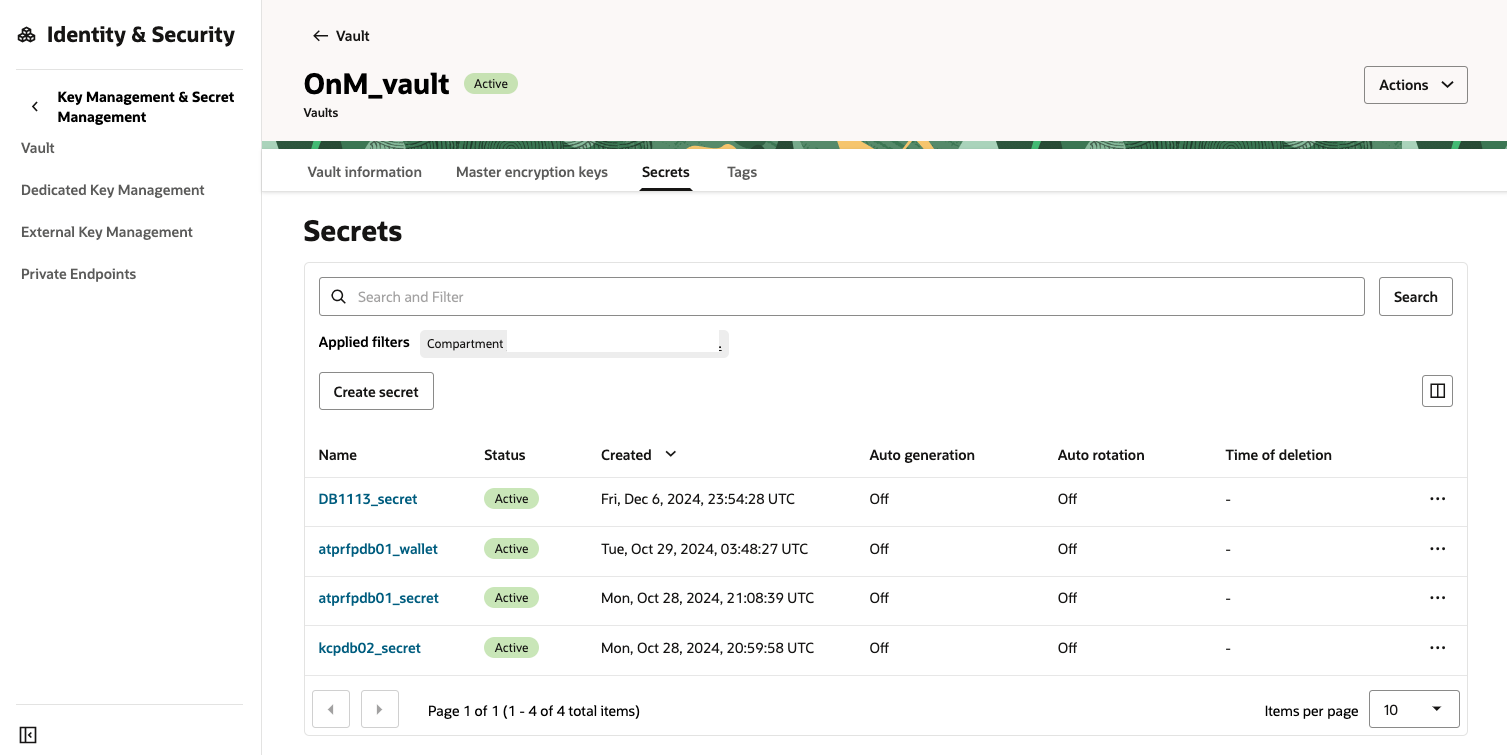 Identity & Security
Key Management & Secret
Management
Vault
Dedicated Key Management
External Key Management
Private Endpoints
Vault
OnM_vault Active
Vaults
Actions
Vault information Master encryption keys Secrets Tags
Secrets
Search and Filter Search
Applied filters Compartment
Create secret
Name Status Created Auto generation Auto rotation Time of deletion
DB1113_secret Active Fri, Dec 6, 2024, 23:54:28 UTC Off Off - ...
atprfpdb01_wallet Active Tue, Oct 29, 2024, 03:48:27 UTC Off Off - ...
atprfpdb01_secret Active Mon, Oct 28, 2024, 21:08:39 UTC Off Off - ...
kcpdb02_secret Active Mon, Oct 28, 2024, 20:59:58 UTC Off Off - ...
Page 1 of 1 (1 - 4 of 4 total items) Items per page 10